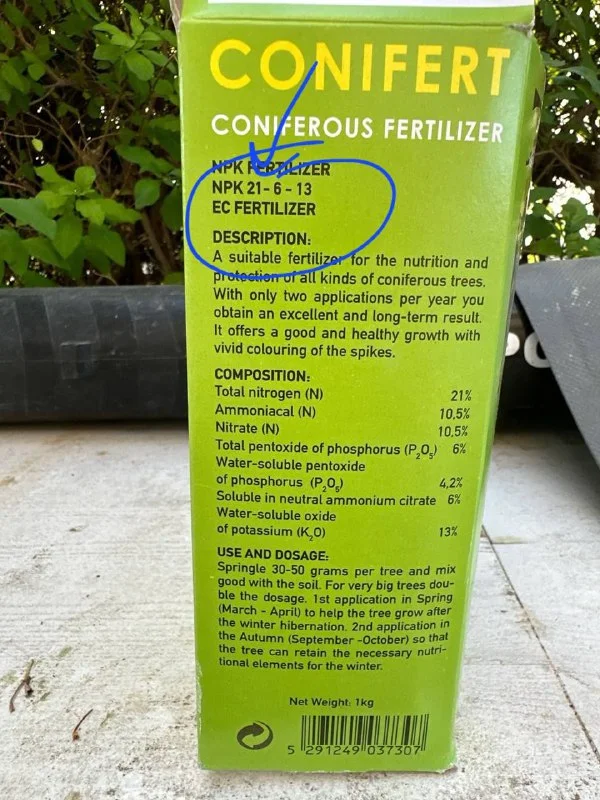 CONIFERT
CONIFEROUS FERTILIZER
NPK FERTILIZER
NPK 21- 6 - 13
EC FERTILIZER
DESCRIPTION:
A suitable fertilizer for the nutrition and
protection of all kinds of coniferous trees.
With only two applications per year you
obtain an excellent and long-term result.
It offers a good and healthy growth with
vivid colouring of the spikes.
COMPOSITION:
Total nitrogen (N) 21%
Ammoniacal (N) 10,5%
Nitrate (N) 10,5%
Total pentoxide of phosphorus (P₂O₅) 6%
Water-soluble pentoxide
of phosphorus (P₂O₅) 4,2%
Soluble in neutral ammonium citrate 6%
Water-soluble oxide
of potassium (K₂O) 13%
USE AND DOSAGE:
Springle 30-50 grams per tree and mix
good with the soil. For very big trees dou-
ble the dosage. 1st application in Spring
(March - April) to help the tree grow after
the winter hibernation. 2nd application in
the Autumn (September -October) so that
the tree can retain the necessary nutri-
tional elements for the winter.
Net Weight: 1kg
5 291249 037307